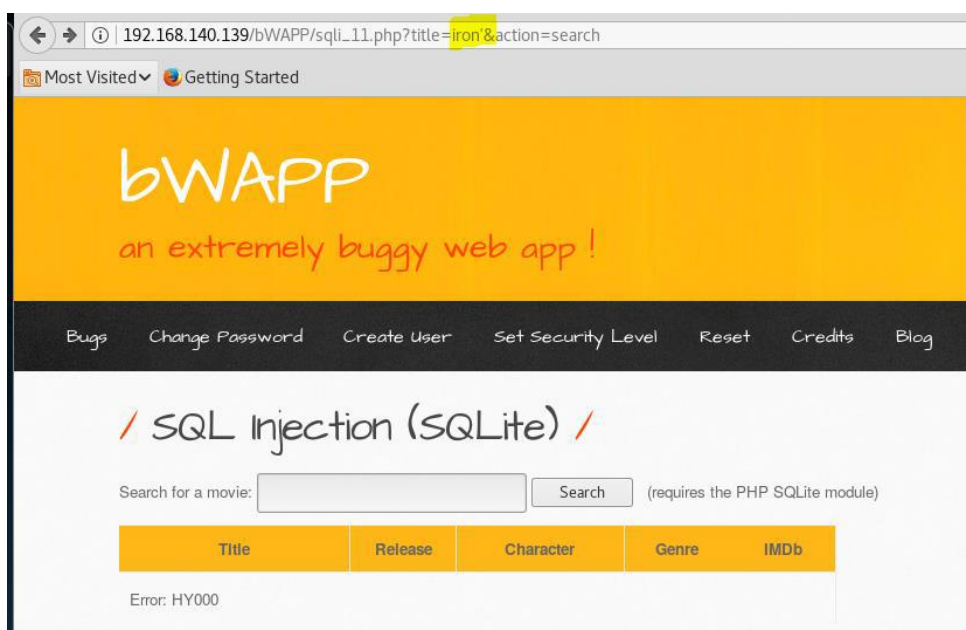 192.168.140.139/bWAPP/sqli_11.php?title=iron'&action=search
Most Visited Getting Started
bWAPP
an extremely buggy web app !
Bugs Change Password Create User Set Security Level Reset Credits Blog
/ SQL Injection (SQLite) /
Search for a movie: Search (requires the PHP SQLite module)
Title Release Character Genre IMDb
Error: HY000